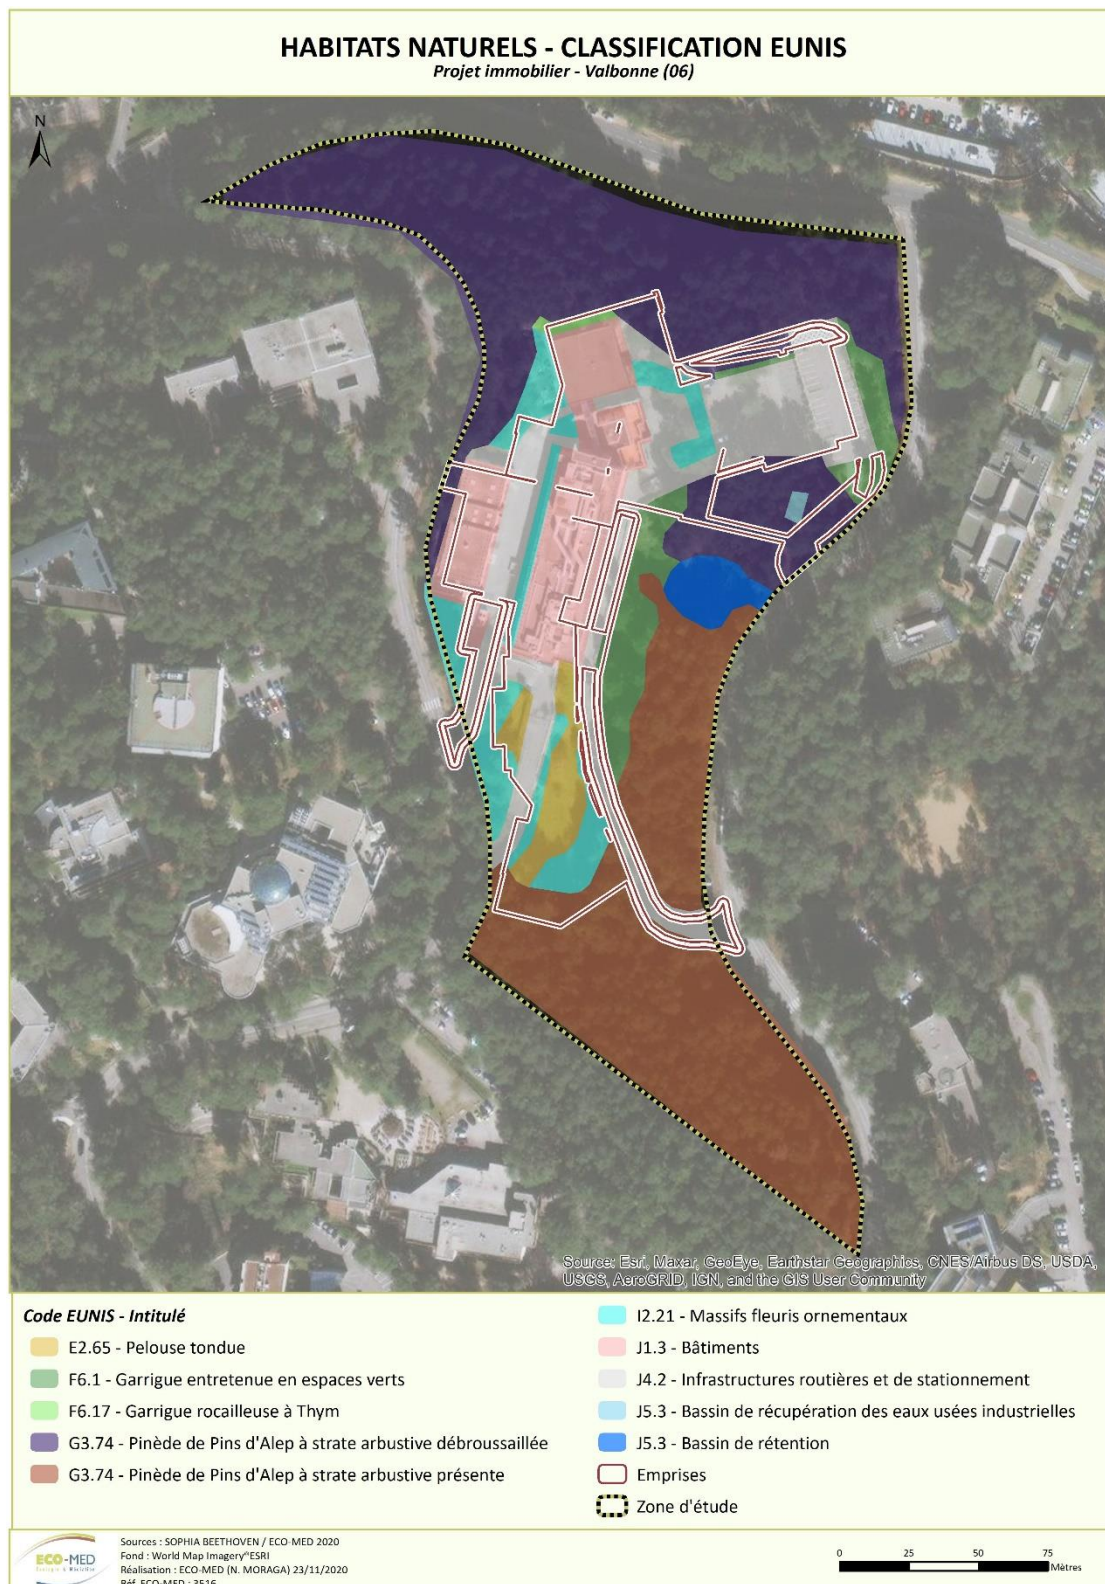 HABITATS NATURELS - CLASSIFICATION EUNIS
Projet immobilier - Valbonne (06)
N
Source: Esri, Maxar, GeoEye, Earthstar Geographics, CNES/Airbus DS, USDA,
USGS, AeroGRID, IGN, and the GIS User Community
Code EUNIS - Intitulé
E2.65 - Pelouse tondue
F6.1 - Garrigue entretenue en espaces verts
F6.17 - Garrigue rocailleuse à Thym
G3.74 - Pinède de Pins d'Alep à strate arbustive débroussaillée
G3.74 - Pinède de Pins d'Alep à strate arbustive présente
I2.21 - Massifs fleuris ornementaux
J1.3 - Bâtiments
J4.2 - Infrastructures routières et de stationnement
J5.3 - Bassin de récupération des eaux usées industrielles
J5.3 - Bassin de rétention
Emprises
Zone d'étude
ECO-MED
Sources : SOPHIA BEETHOVEN / ECO-MED 2020
Fond : World Map Imagery®ESRI
Réalisation : ECO-MED (N. MORAGA) 23/11/2020
Réf. ECO-MED : 3516
0 25 50 75
Mètres